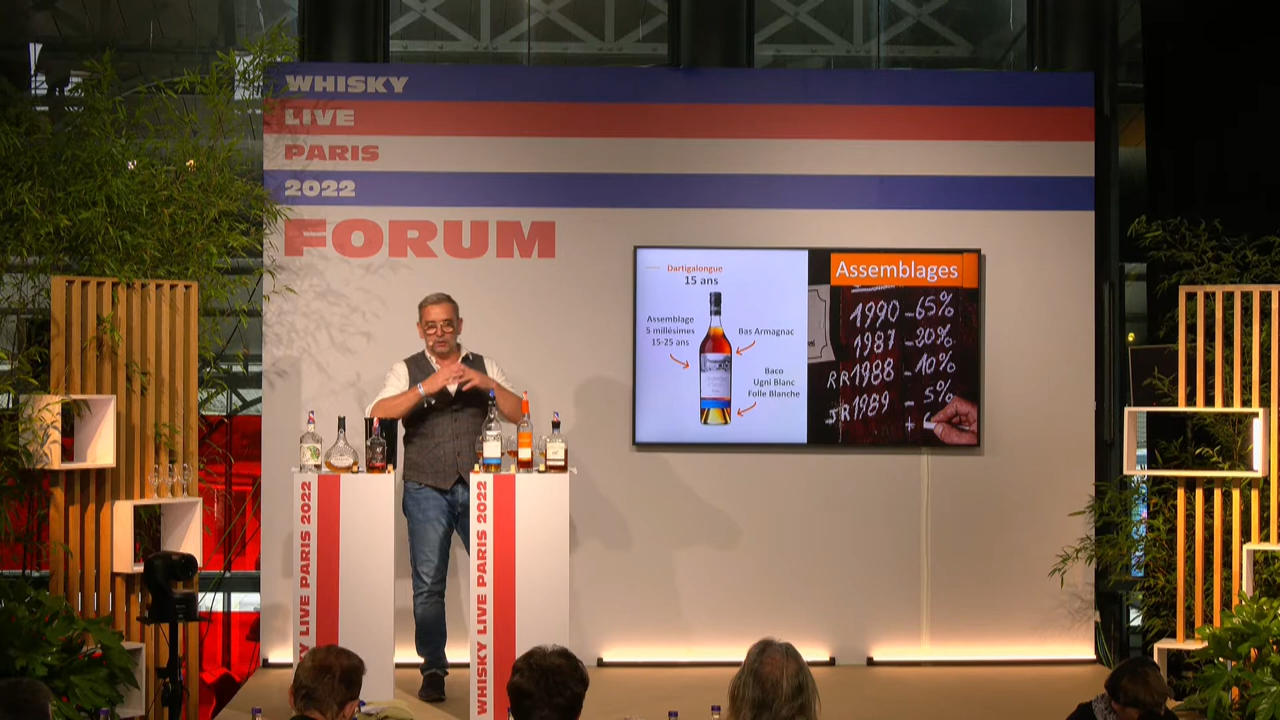 WHISKY
LIVE
PARIS
2022
FORUM
Dartigalongue
15 ans
Assemblage
5 millésimes
15-25 ans
Bas Armagnac
Baco
Ugni Blanc
Folle Blanche
Assemblages
1990 - 65%
1987 - 20%
RR 1988 - 10%
JR 1989 - 5%
WHISKY LIVE PARIS 2022
WHISKY LIVE PARIS 2022